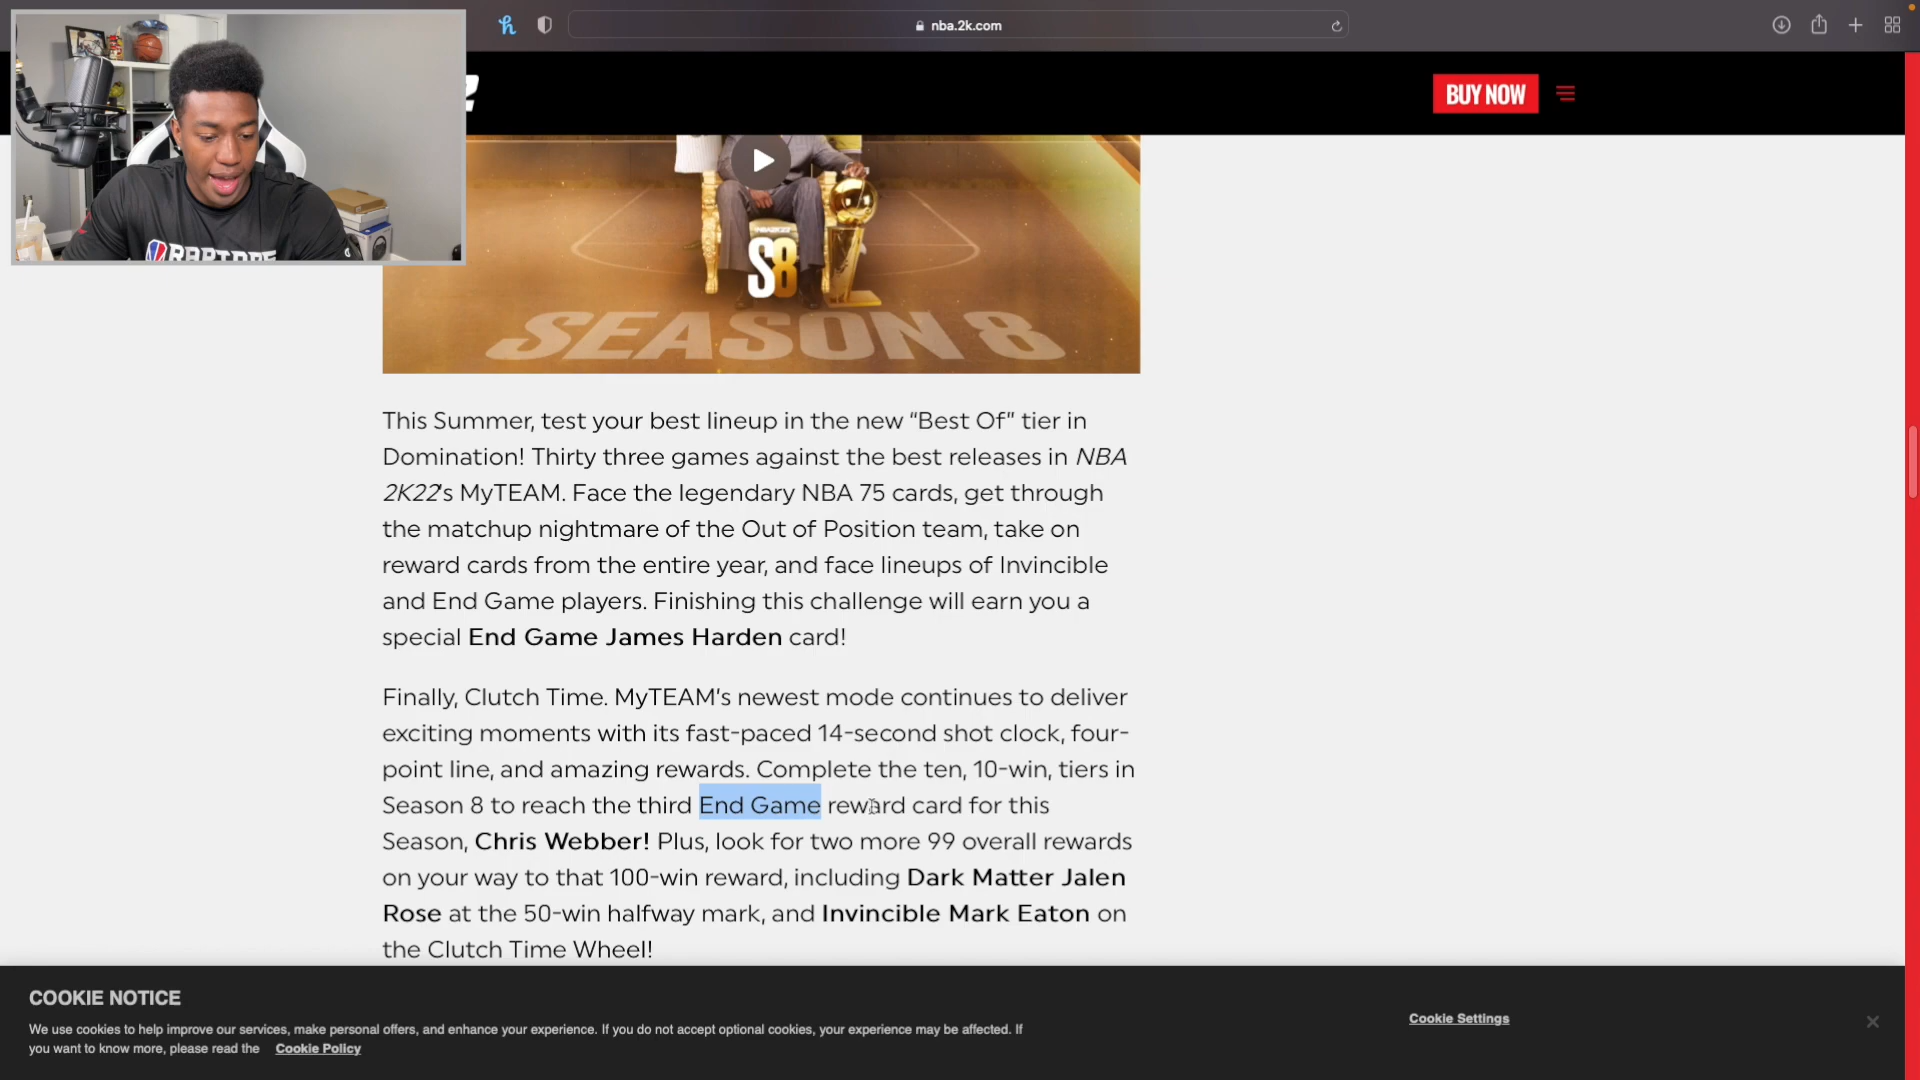 nba.2k.com
BUY NOW
S8
SEASON 8
This Summer, test your best lineup in the new “Best Of” tier in
Domination! Thirty three games against the best releases in NBA
2K22's MyTEAM. Face the legendary NBA 75 cards, get through
the matchup nightmare of the Out of Position team, take on
reward cards from the entire year, and face lineups of Invincible
and End Game players. Finishing this challenge will earn you a
special End Game James Harden card!
Finally, Clutch Time. MyTEAM’s newest mode continues to deliver
exciting moments with its fast-paced 14-second shot clock, four-
point line, and amazing rewards. Complete the ten, 10-win, tiers in
Season 8 to reach the third End Game reward card for this
Season, Chris Webber! Plus, look for two more 99 overall rewards
on your way to that 100-win reward, including Dark Matter Jalen
Rose at the 50-win halfway mark, and Invincible Mark Eaton on
the Clutch Time Wheel!
COOKIE NOTICE
We use cookies to help improve our services, make personal offers, and enhance your experience. If you do not accept optional cookies, your experience may be affected. If
you want to know more, please read the Cookie Policy
Cookie Settings